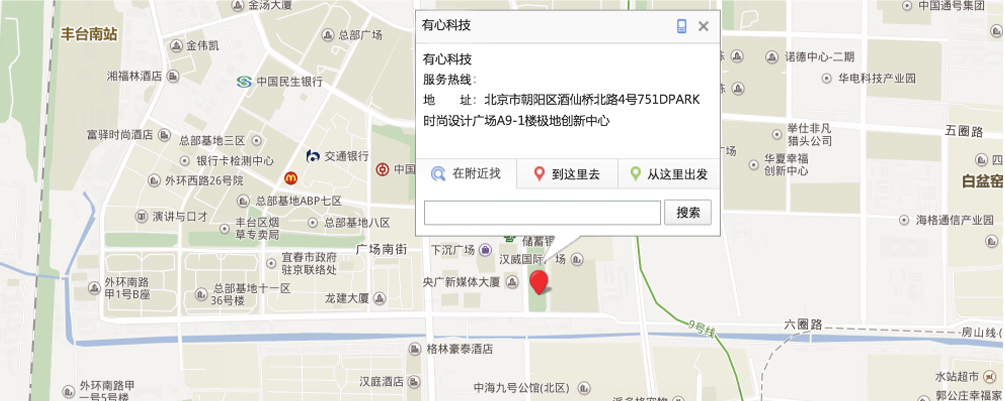 金汤大厦
丰台南站
金伟凯
总部广场
湘福林酒店
中国民生银行
富驿时尚酒店
总部基地三区
银行卡检测中心
交通银行
中国
外环西路26号院
总部基地ABP七区
演讲与口才
丰台区烟
草专卖局
总部基地八区
广场南街
宜春市政府
驻京联络处
外环南路
甲1号B座
总部基地十一区
36号楼
龙建大厦
有心科技
有心科技
服务热线：
地 址：北京市朝阳区酒仙桥北路4号751DPARK
时尚设计广场A9-1楼极地创新中心
在附近找
到这里去
从这里出发
搜索
储蓄银
下沉广场
汉威国际广场
央广新媒体大厦
中国通号集团
诺德中心-二期
华电科技产业园
举仕非凡
猎头公司
五圈路
广场
华夏幸福
创新中心
四
白盆窑
海格通信产业园
9号线
六圈路
房山线(
格林豪泰酒店
外环南路甲
一号5号楼
汉庭酒店
中海九号公馆(北区)
水站超市
郭公庄幸福家